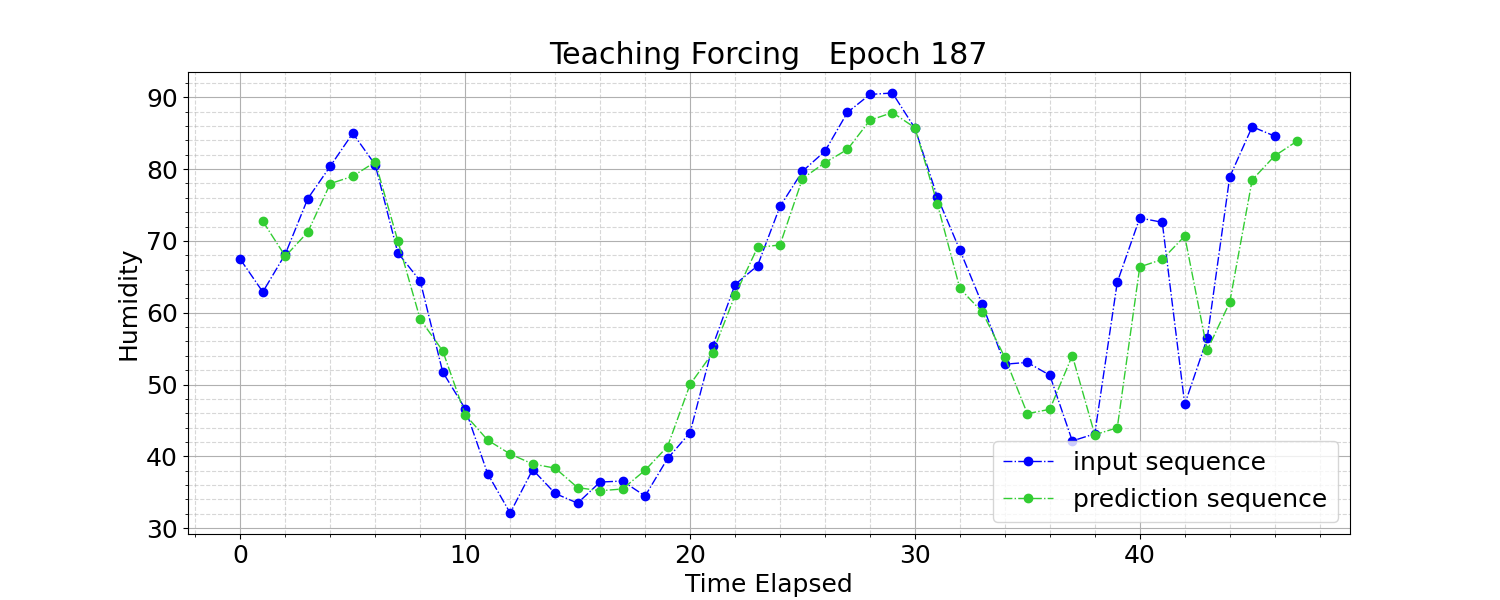 Teaching Forcing   Epoch 187
90
80
70
60
50
40
30
Humidity
input sequence
prediction sequence
0 10 20 30 40
Time Elapsed